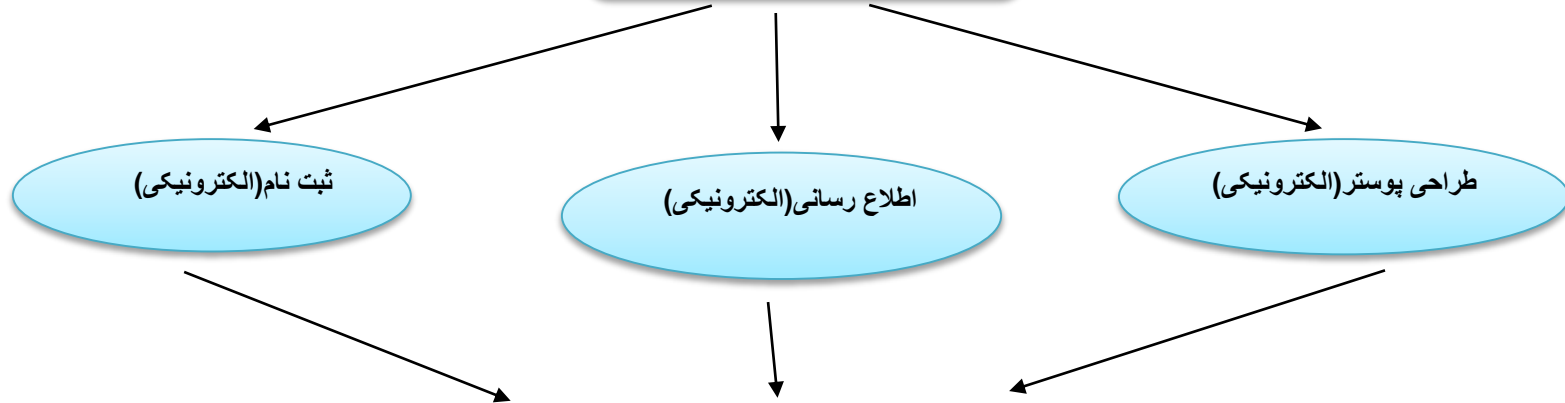 طراحی پوستر(الکترونیکی)
اطلاع رسانی(الکترونیکی)
ثبت نام(الکترونیکی)